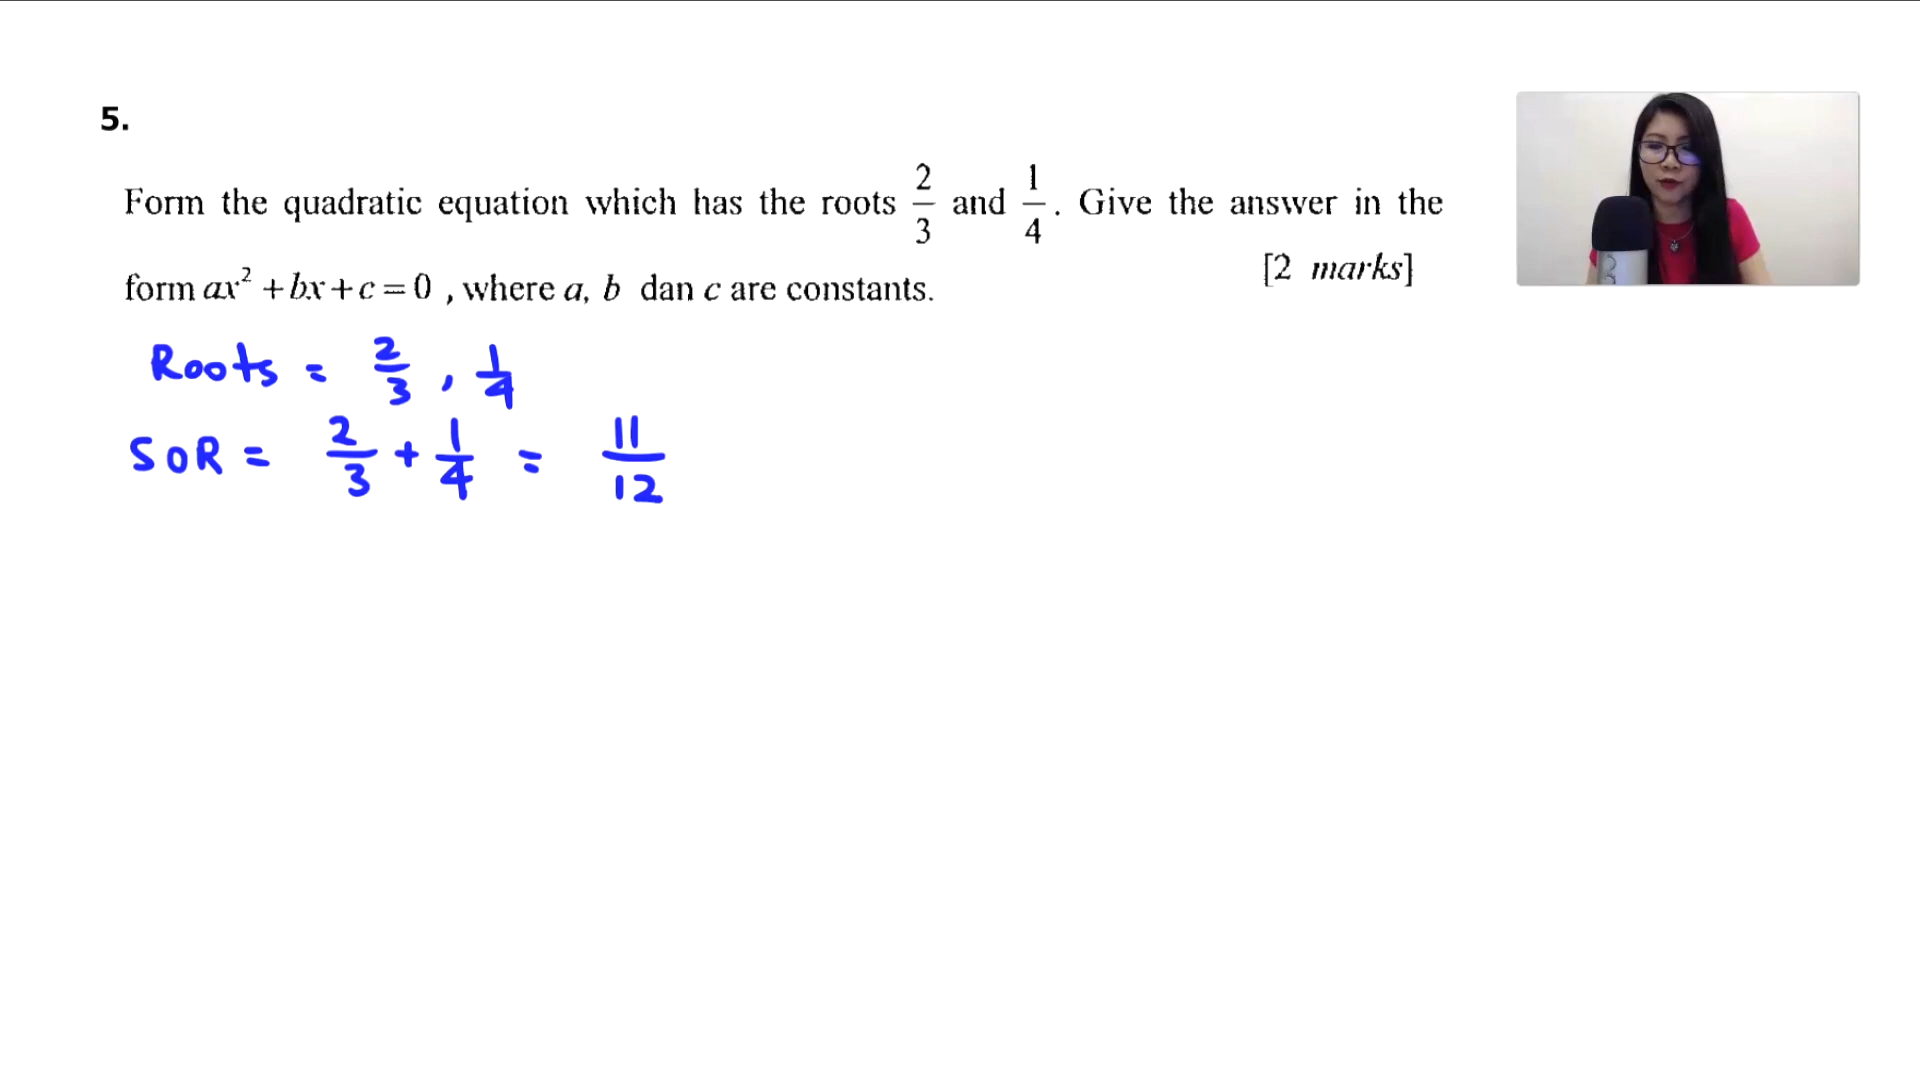 5.
Form the quadratic equation which has the roots 2/3 and 1/4. Give the answer in the
form ax² + bx + c = 0 , where a, b dan c are constants.
[2 marks]
Roots = 2/3 , 1/4
SOR = 2/3 + 1/4 = 11/12